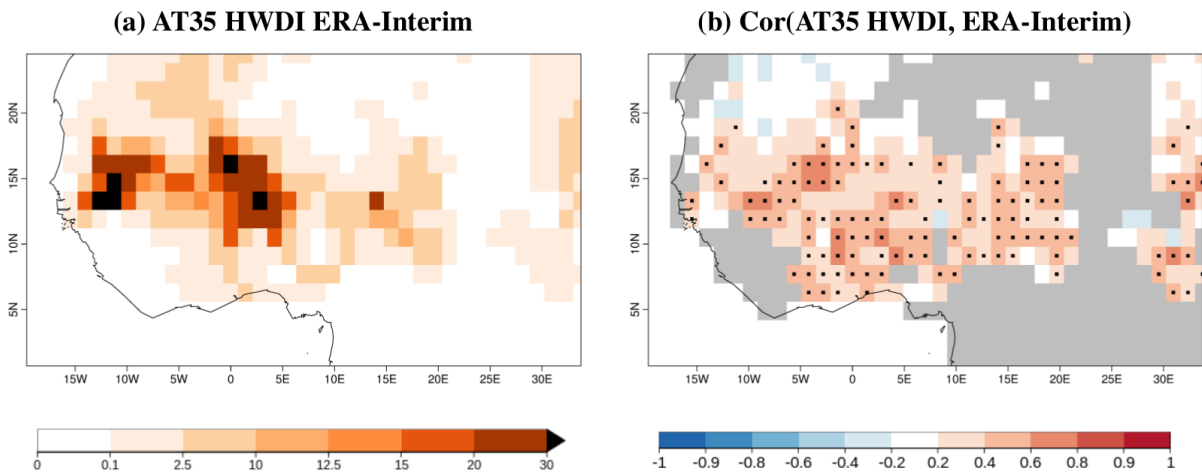 (a) AT35 HWDI ERA-Interim
(b) Cor(AT35 HWDI, ERA-Interim)
20N
15N
10N
5N
15W 10W 5W 0 5E 10E 15E 20E 25E 30E
20N
15N
10N
5N
15W 10W 5W 0 5E 10E 15E 20E 25E 30E
0 0.1 2.5 10 12.5 15 20 30
-1 -0.9 -0.8 -0.6 -0.4 -0.2 0.2 0.4 0.6 0.8 0.9 1